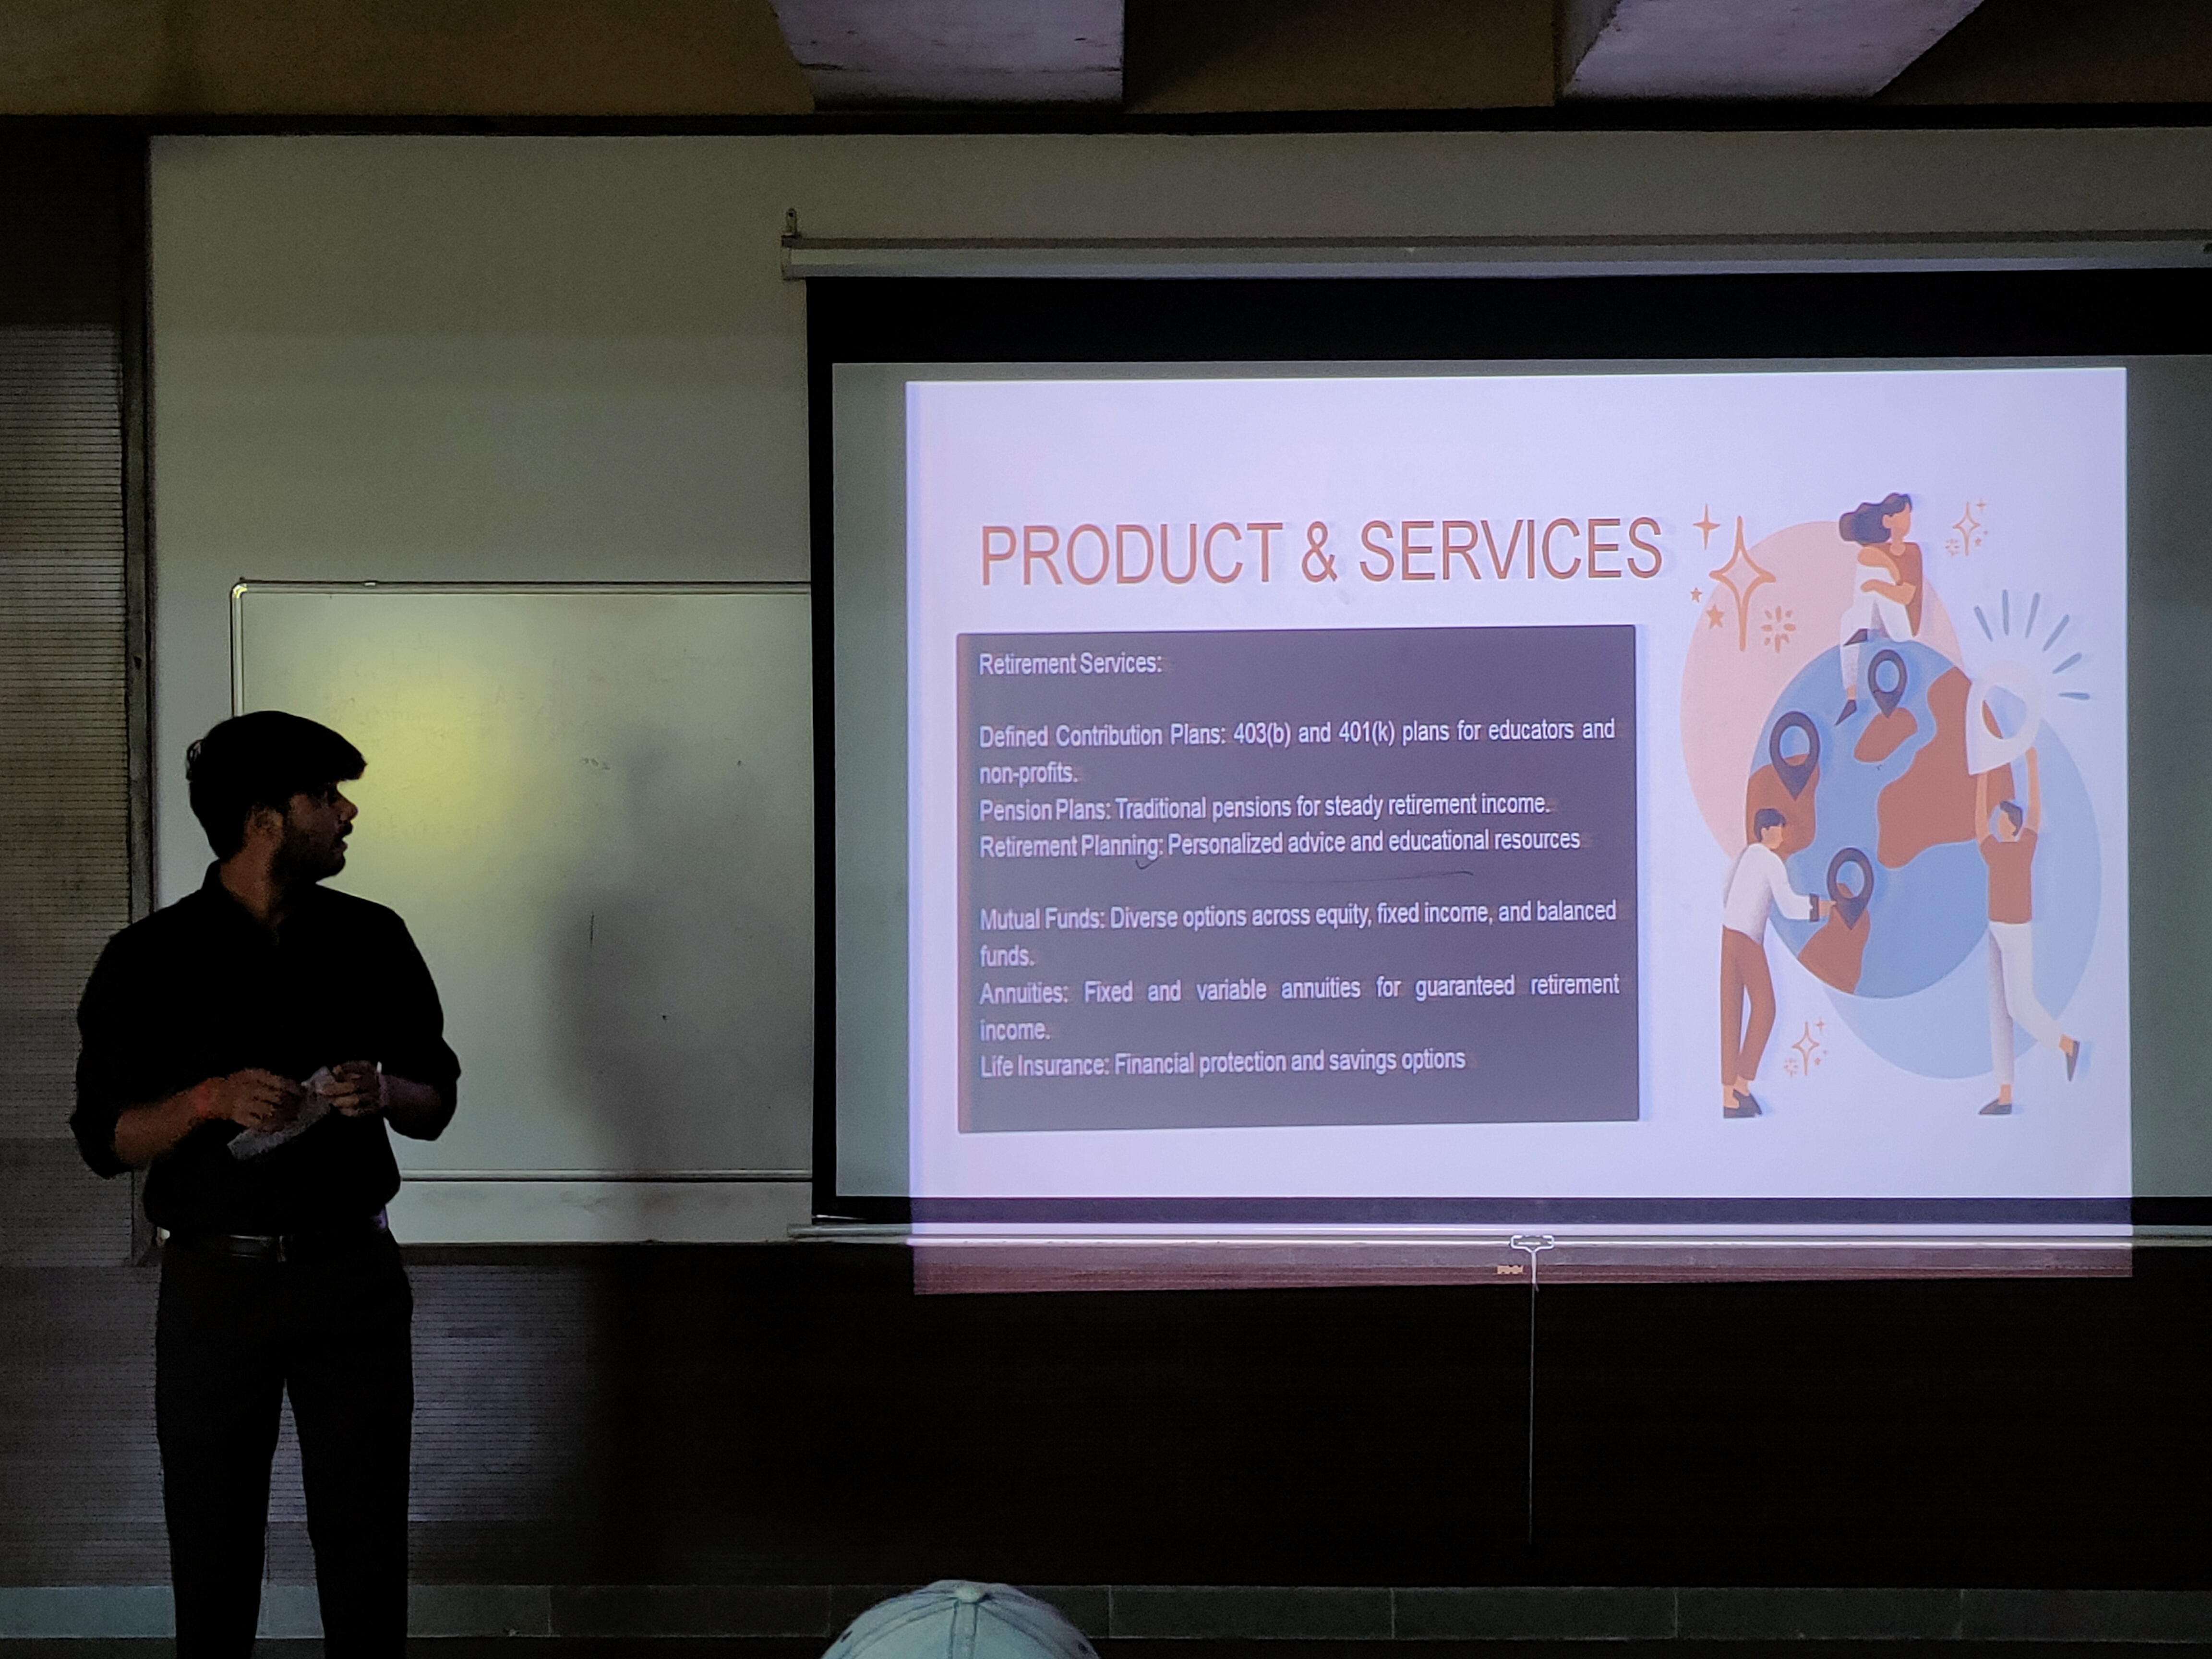 PRODUCT & SERVICES
Retirement Services:
Defined Contribution Plans: 403(b) and 401(k) plans for educators and
non-profits.
Pension Plans: Traditional pensions for steady retirement income.
Retirement Planning: Personalized advice and educational resources
Mutual Funds: Diverse options across equity, fixed income, and balanced
funds.
Annuities: Fixed and variable annuities for guaranteed retirement
income.
Life Insurance: Financial protection and savings options